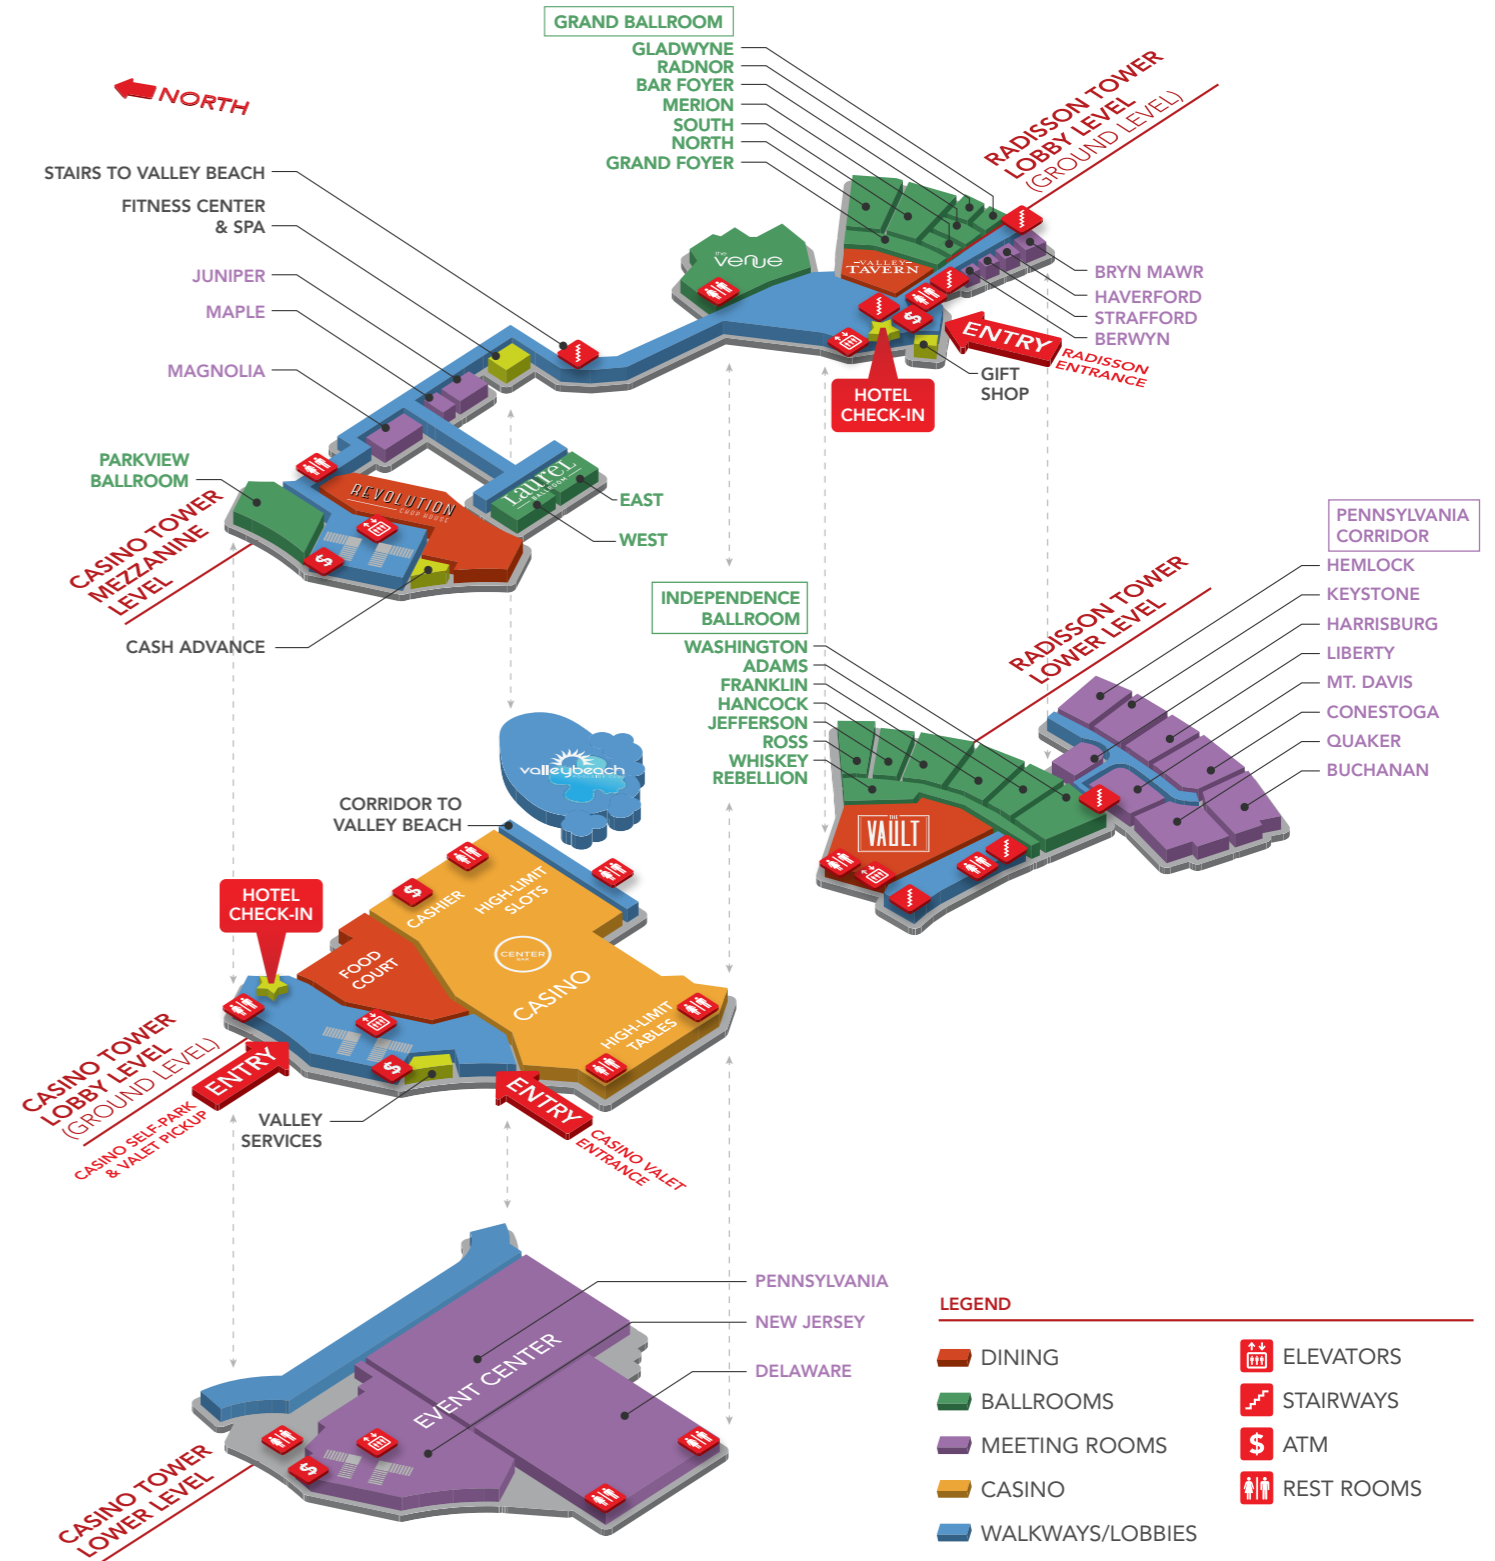 GRAND BALLROOM
GLADWYNE
RADNOR
BAR FOYER
MERION
SOUTH
NORTH
GRAND FOYER
NORTH
RADISSON TOWER
LOBBY LEVEL
(GROUND LEVEL)
STAIRS TO VALLEY BEACH
FITNESS CENTER
& SPA
JUNIPER
MAPLE
MAGNOLIA
PARKVIEW
BALLROOM
the
venue
VALLEY
TAVERN
BRYN MAWR
HAVERFORD
STRAFFORD
BERWYN
ENTRY
RADISSON
ENTRANCE
GIFT
SHOP
HOTEL
CHECK-IN
REVOLUTION
CHOP HOUSE
LAUREL
BALLROOM
EAST
WEST
CASINO TOWER
MEZZANINE
LEVEL
CASH ADVANCE
PENNSYLVANIA
CORRIDOR
HEMLOCK
KEYSTONE
HARRISBURG
LIBERTY
MT. DAVIS
CONESTOGA
QUAKER
BUCHANAN
RADISSON TOWER
LOWER LEVEL
INDEPENDENCE
BALLROOM
WASHINGTON
ADAMS
FRANKLIN
HANCOCK
JEFFERSON
ROSS
WHISKEY
REBELLION
THE
VAULT
valleybeach
CORRIDOR TO
VALLEY BEACH
HOTEL
CHECK-IN
CASHIER
HIGH-LIMIT
SLOTS
CENTER
BAR
FOOD
COURT
CASINO
HIGH-LIMIT
TABLES
CASINO TOWER
LOBBY LEVEL
(GROUND LEVEL)
ENTRY
CASINO SELF-PARK
& VALET PICKUP
VALLEY
SERVICES
ENTRY
CASINO VALET
ENTRANCE
PENNSYLVANIA
NEW JERSEY
DELAWARE
EVENT CENTER
CASINO TOWER
LOWER LEVEL
LEGEND
DINING
BALLROOMS
MEETING ROOMS
CASINO
WALKWAYS/LOBBIES
ELEVATORS
STAIRWAYS
$ ATM
REST ROOMS